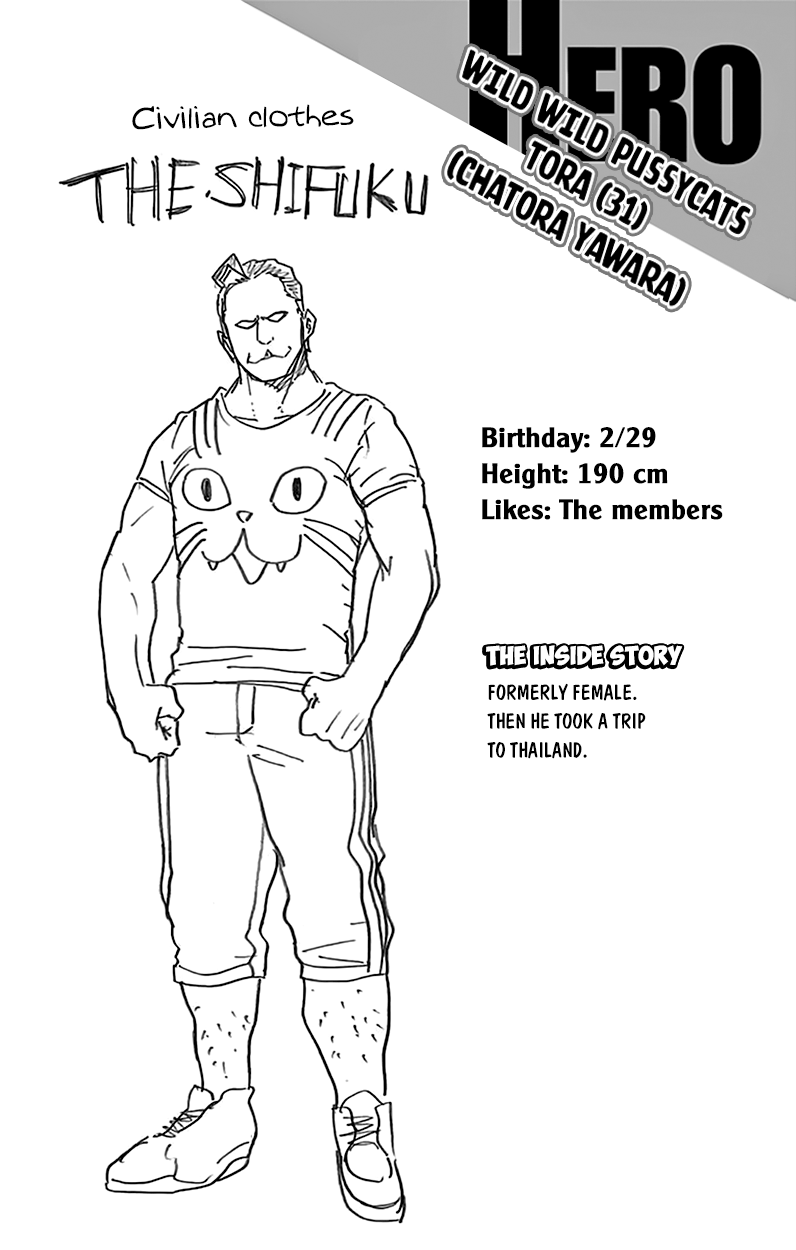 HERO
WILD WILD PUSSYCATS
TORA (31)
(CHATORA YAWARA)
Civilian clothes
THE.SHIFUKU
Birthday: 2/29
Height: 190 cm
Likes: The members
THE INSIDE STORY
FORMERLY FEMALE.
THEN HE TOOK A TRIP
TO THAILAND.